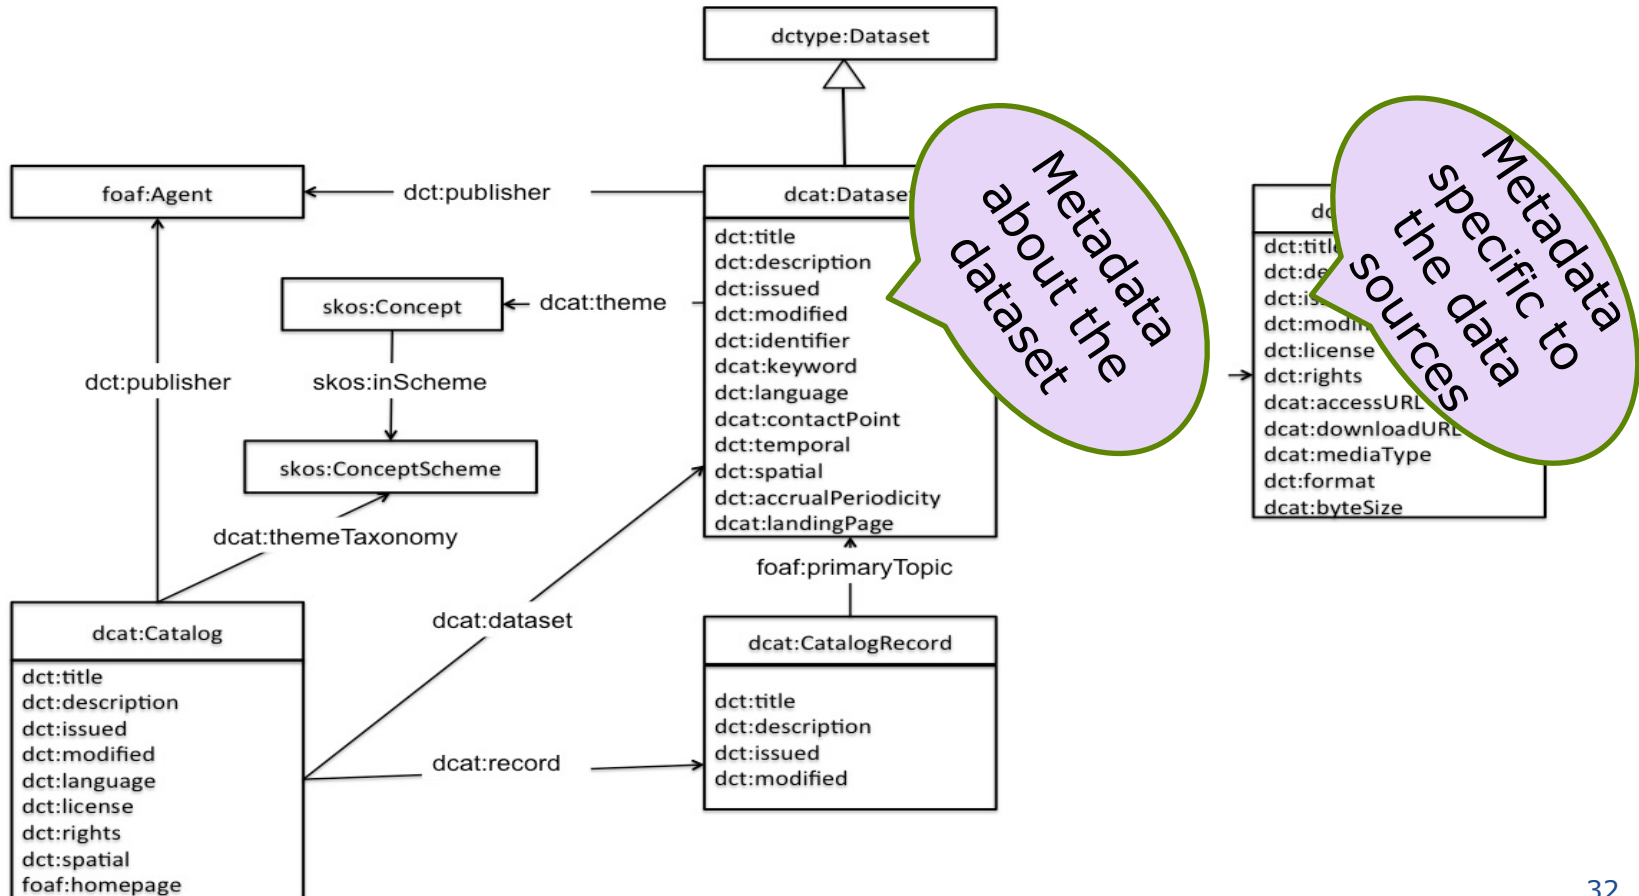 dctype:Dataset
foaf:Agent
dct:publisher
dcat:Datase
dct:title
dct:description
dct:issued
dct:modified
dct:identifier
dcat:keyword
dct:language
dcat:contactPoint
dct:temporal
dct:spatial
dct:accrualPeriodicity
dcat:landingPage
Metadata
about the
dataset
dct:title
dct:license
dct:rights
dcat:accessURL
dcat:downloadURL
dcat:mediaType
dct:format
dcat:byteSize
Metadata
specific to
the data
sources
skos:Concept
dcat:theme
dct:publisher
skos:inScheme
skos:ConceptScheme
dcat:themeTaxonomy
foaf:primaryTopic
dcat:dataset
dcat:Catalog
dct:title
dct:description
dct:issued
dct:modified
dct:language
dct:license
dct:rights
dct:spatial
foaf:homepage
dcat:record
dcat:CatalogRecord
dct:title
dct:description
dct:issued
dct:modified
32